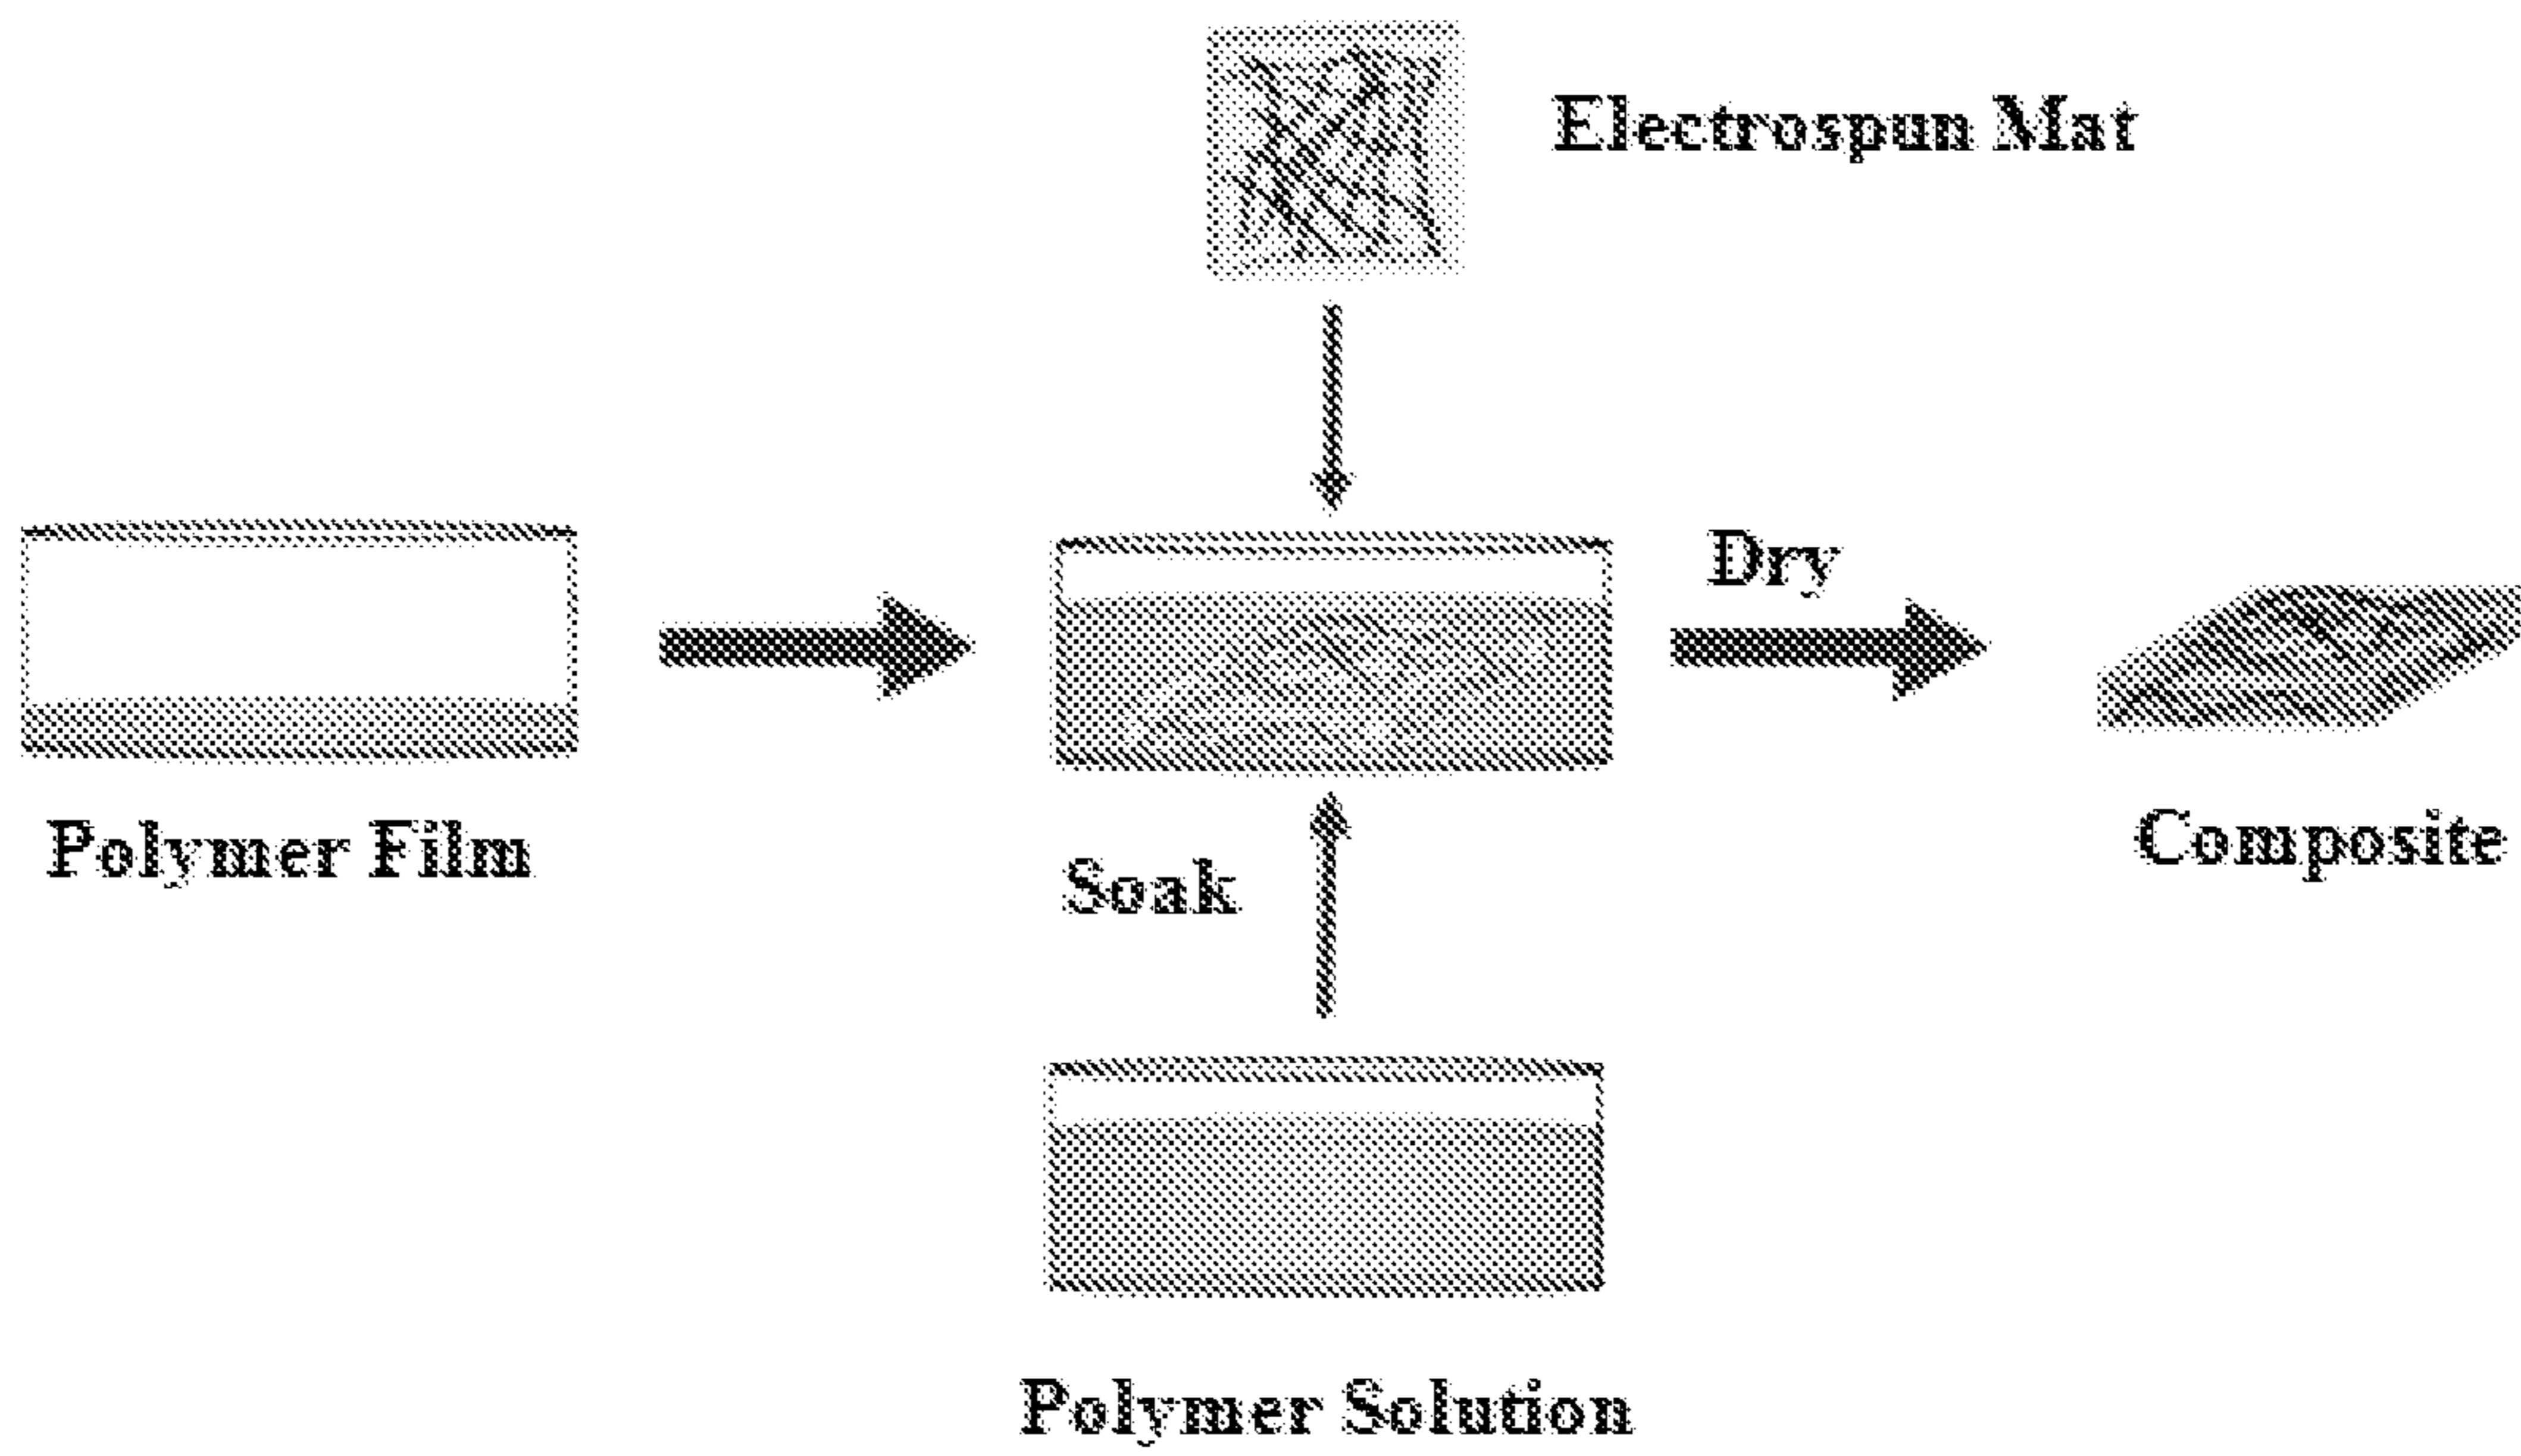 Electrospun Mat
Dry
Polymer Film
Soak
Composite
Polymer Solution